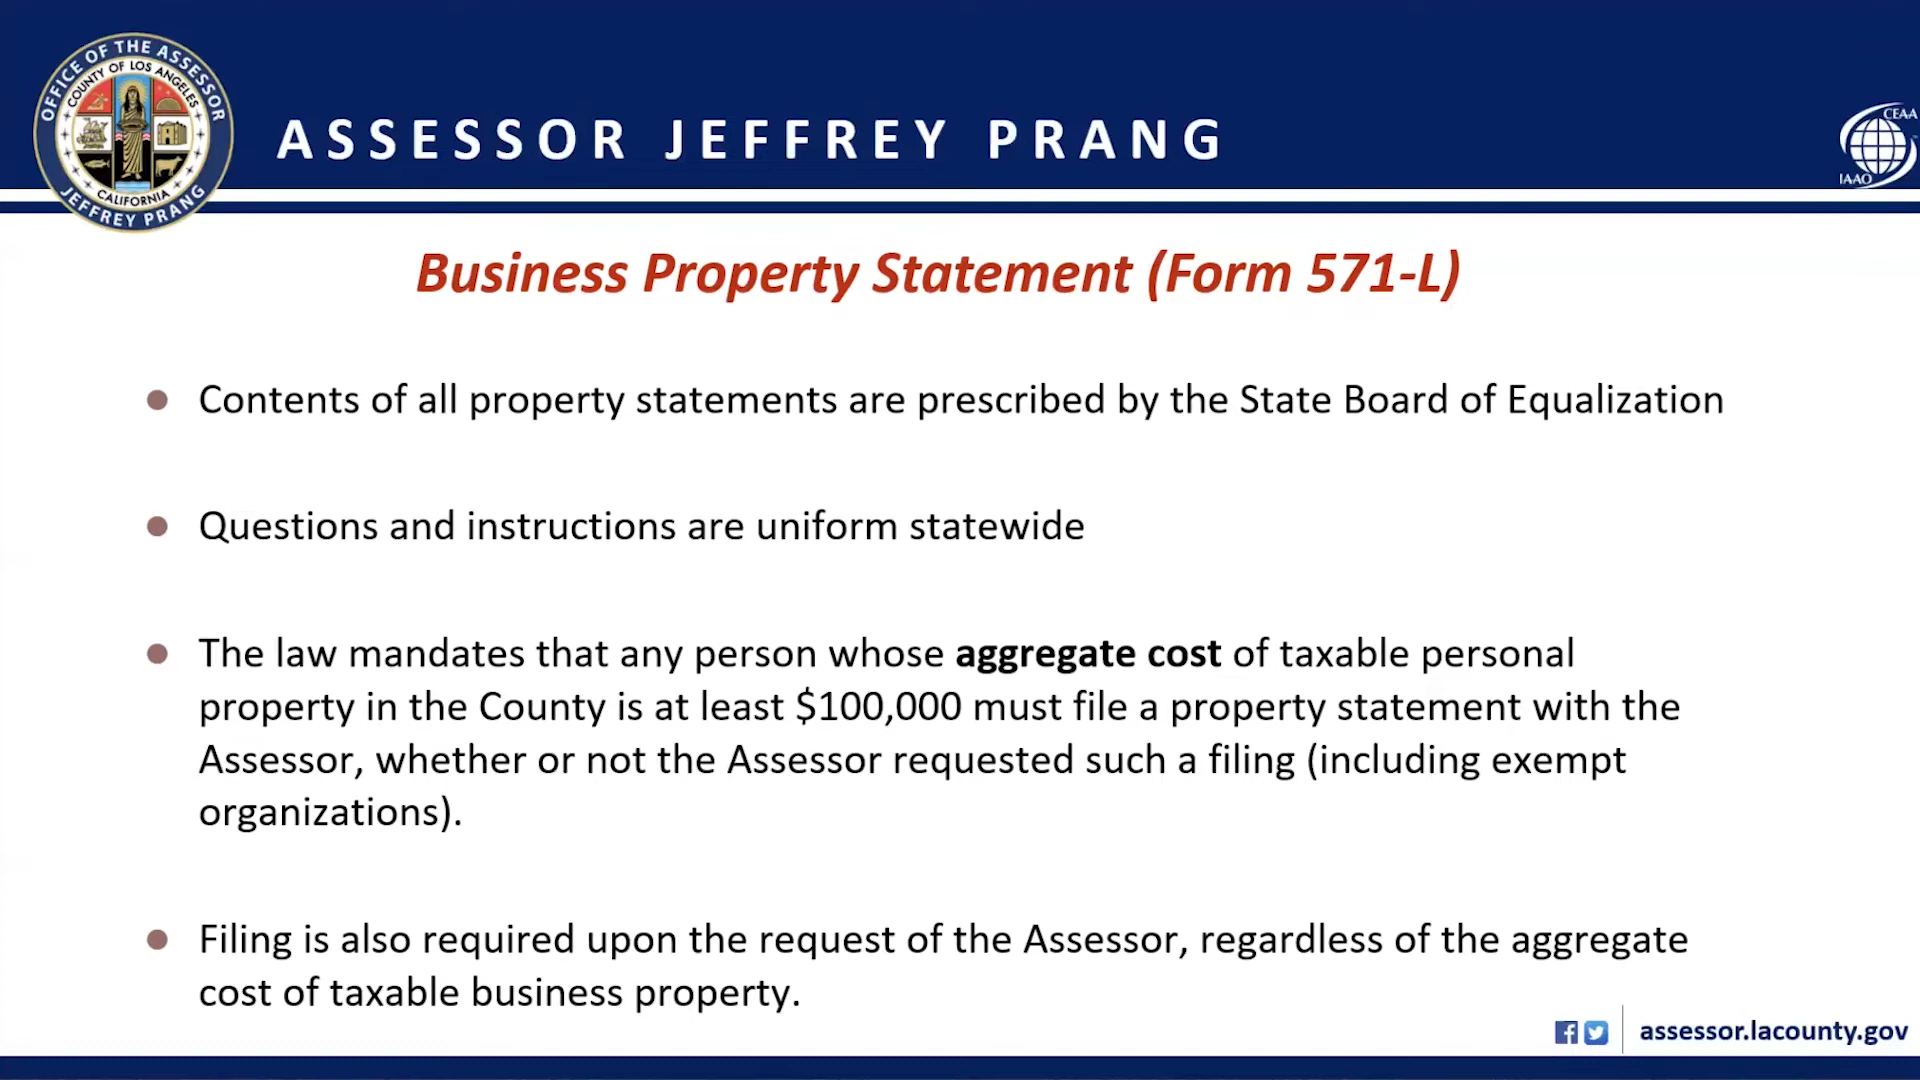 OFFICE OF THE ASSESSOR
COUNTY OF LOS ANGELES
CALIFORNIA
JEFFREY PRANG
ASSESSOR JEFFREY PRANG
CEAA
IAAO
Business Property Statement (Form 571-L)
● Contents of all property statements are prescribed by the State Board of Equalization
● Questions and instructions are uniform statewide
● The law mandates that any person whose aggregate cost of taxable personal
property in the County is at least $100,000 must file a property statement with the
Assessor, whether or not the Assessor requested such a filing (including exempt
organizations).
● Filing is also required upon the request of the Assessor, regardless of the aggregate
cost of taxable business property.
assessor.lacounty.gov